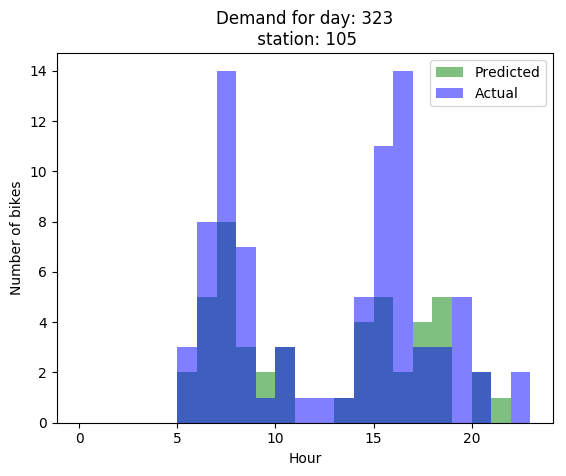 Demand for day: 323
station: 105
Predicted
Actual
Number of bikes
14
12
10
8
6
4
2
0
0 5 10 15 20
Hour